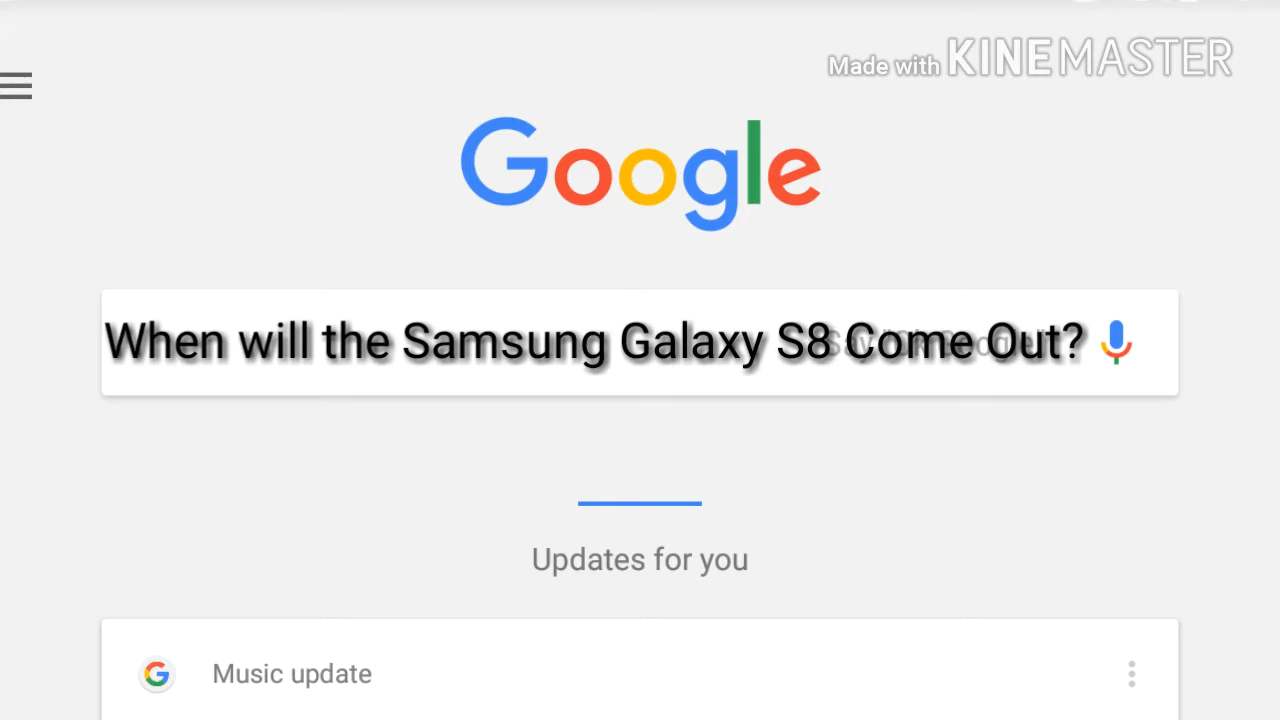 Made with KINEMASTER
Google
When will the Samsung Galaxy S8 Come Out?
Updates for you
G Music update